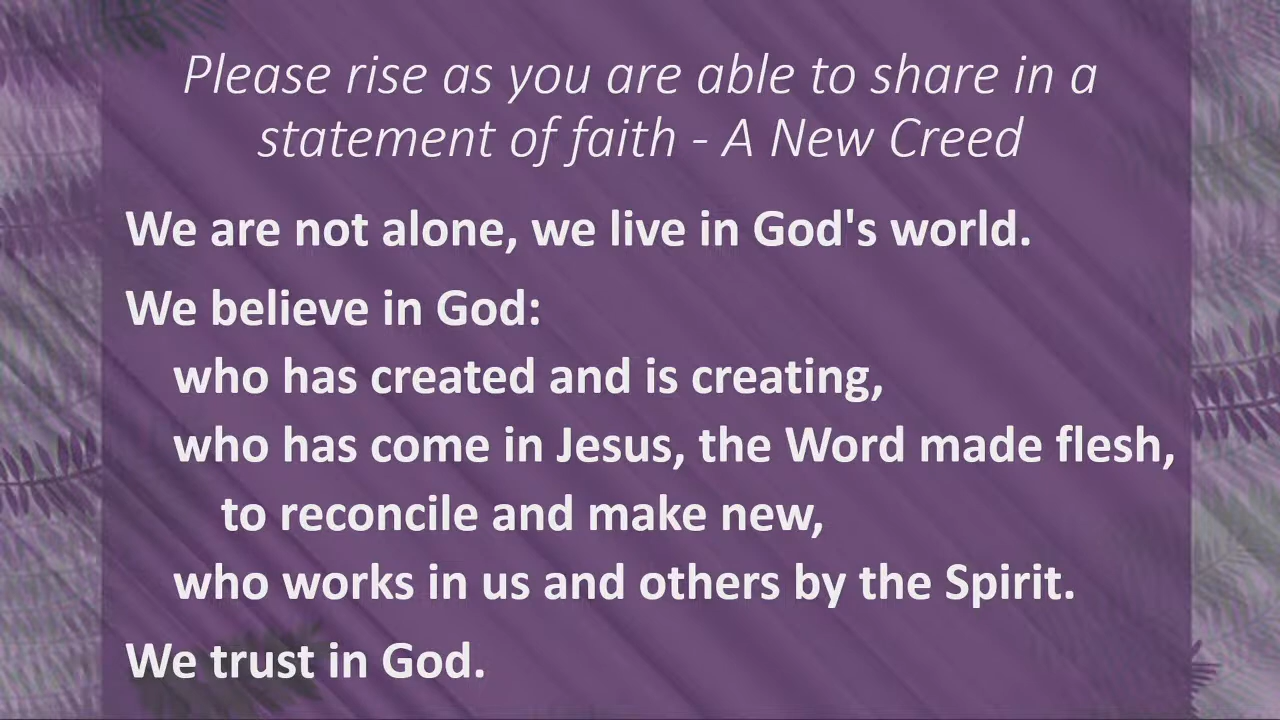 Please rise as you are able to share in a
statement of faith - A New Creed
We are not alone, we live in God's world.
We believe in God:
who has created and is creating,
who has come in Jesus, the Word made flesh,
to reconcile and make new,
who works in us and others by the Spirit.
We trust in God.